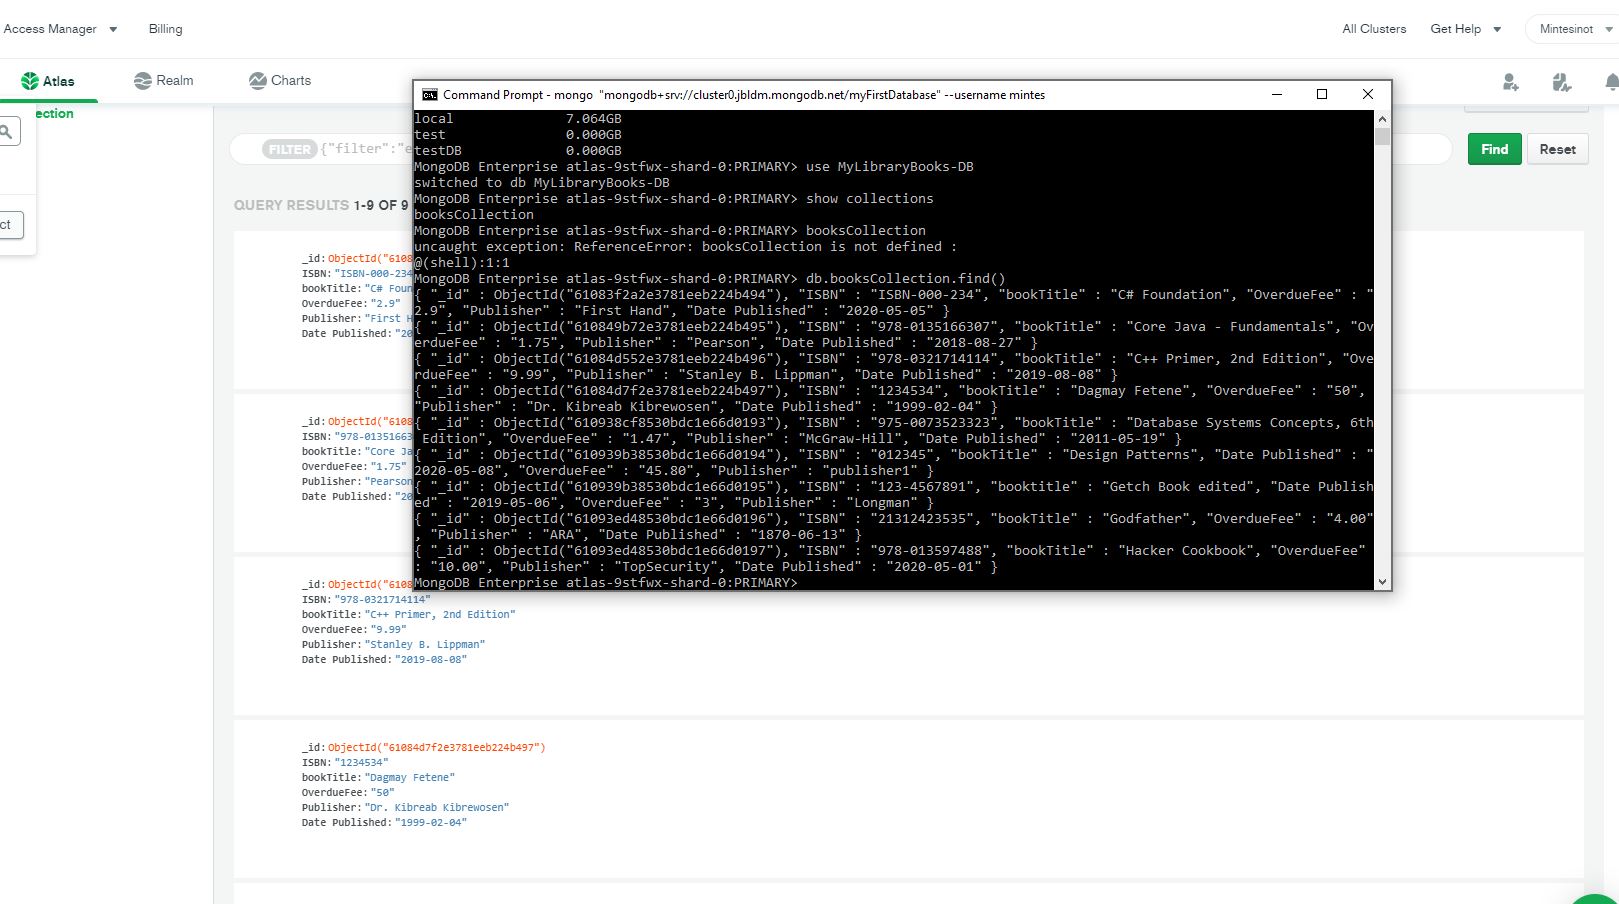 Access Manager
Billing
All Clusters
Get Help
Mintesinot
Atlas
Realm
Charts
ection
FILTER {"filter":"e
Find
Reset
QUERY RESULTS 1-9 OF 9
ct
Command Prompt - mongo "mongodb+srv://cluster0.jbldm.mongodb.net/myFirstDatabase" --username mintes
local 7.064GB
test 0.000GB
testDB 0.000GB
MongoDB Enterprise atlas-9stfwx-shard-0:PRIMARY> use MyLibraryBooks-DB
switched to db MyLibraryBooks-DB
MongoDB Enterprise atlas-9stfwx-shard-0:PRIMARY> show collections
booksCollection
MongoDB Enterprise atlas-9stfwx-shard-0:PRIMARY> booksCollection
uncaught exception: ReferenceError: booksCollection is not defined :
@(shell):1:1
MongoDB Enterprise atlas-9stfwx-shard-0:PRIMARY> db.booksCollection.find()
{ "_id" : ObjectId("61083f2a2e3781eeb224b494"), "ISBN" : "ISBN-000-234", "bookTitle" : "C# Foundation", "OverdueFee" : "
2.9", "Publisher" : "First Hand", "Date Published" : "2020-05-05" }
{ "_id" : ObjectId("610849b72e3781eeb224b495"), "ISBN" : "978-0135166307", "bookTitle" : "Core Java - Fundamentals", "Ov
erdueFee" : "1.75", "Publisher" : "Pearson", "Date Published" : "2018-08-27" }
{ "_id" : ObjectId("61084d552e3781eeb224b496"), "ISBN" : "978-0321714114", "bookTitle" : "C++ Primer, 2nd Edition", "Ove
rdueFee" : "9.99", "Publisher" : "Stanley B. Lippman", "Date Published" : "2019-08-08" }
{ "_id" : ObjectId("61084d7f2e3781eeb224b497"), "ISBN" : "1234534", "bookTitle" : "Dagmay Fetene", "OverdueFee" : "50",
"Publisher" : "Dr. Kibreab Kibrewosen", "Date Published" : "1999-02-04" }
{ "_id" : ObjectId("610938cf8530bdc1e66d0193"), "ISBN" : "975-0073523323", "bookTitle" : "Database Systems Concepts, 6th
Edition", "OverdueFee" : "1.47", "Publisher" : "McGraw-Hill", "Date Published" : "2011-05-19" }
{ "_id" : ObjectId("610939b38530bdc1e66d0194"), "ISBN" : "012345", "bookTitle" : "Design Patterns", "Date Published" : "
2020-05-08", "OverdueFee" : "45.80", "Publisher" : "publisher1" }
{ "_id" : ObjectId("610939b38530bdc1e66d0195"), "ISBN" : "123-4567891", "booktitle" : "Getch Book edited", "Date Publish
ed" : "2019-05-06", "OverdueFee" : "3", "Publisher" : "Longman" }
{ "_id" : ObjectId("61093ed48530bdc1e66d0196"), "ISBN" : "21312423535", "bookTitle" : "Godfather", "OverdueFee" : "4.00"
, "Publisher" : "ARA", "Date Published" : "1870-06-13" }
{ "_id" : ObjectId("61093ed48530bdc1e66d0197"), "ISBN" : "978-013597488", "bookTitle" : "Hacker Cookbook", "OverdueFee"
: "10.00", "Publisher" : "TopSecurity", "Date Published" : "2020-05-01" }
MongoDB Enterprise atlas-9stfwx-shard-0:PRIMARY>
_id: ObjectId("6108
ISBN: "ISBN-000-234
bookTitle: "C# Foun
OverdueFee: "2.9"
Publisher: "First H
Date Published: "20
_id: ObjectId("6108
ISBN: "978-01351663
bookTitle: "Core Ja
OverdueFee: "1.75"
Publisher: "Pearson
Date Published: "20
_id: ObjectId("6108
ISBN: "978-0321714114"
bookTitle: "C++ Primer, 2nd Edition"
OverdueFee: "9.99"
Publisher: "Stanley B. Lippman"
Date Published: "2019-08-08"
_id: ObjectId("61084d7f2e3781eeb224b497")
ISBN: "1234534"
bookTitle: "Dagmay Fetene"
OverdueFee: "50"
Publisher: "Dr. Kibreab Kibrewosen"
Date Published: "1999-02-04"